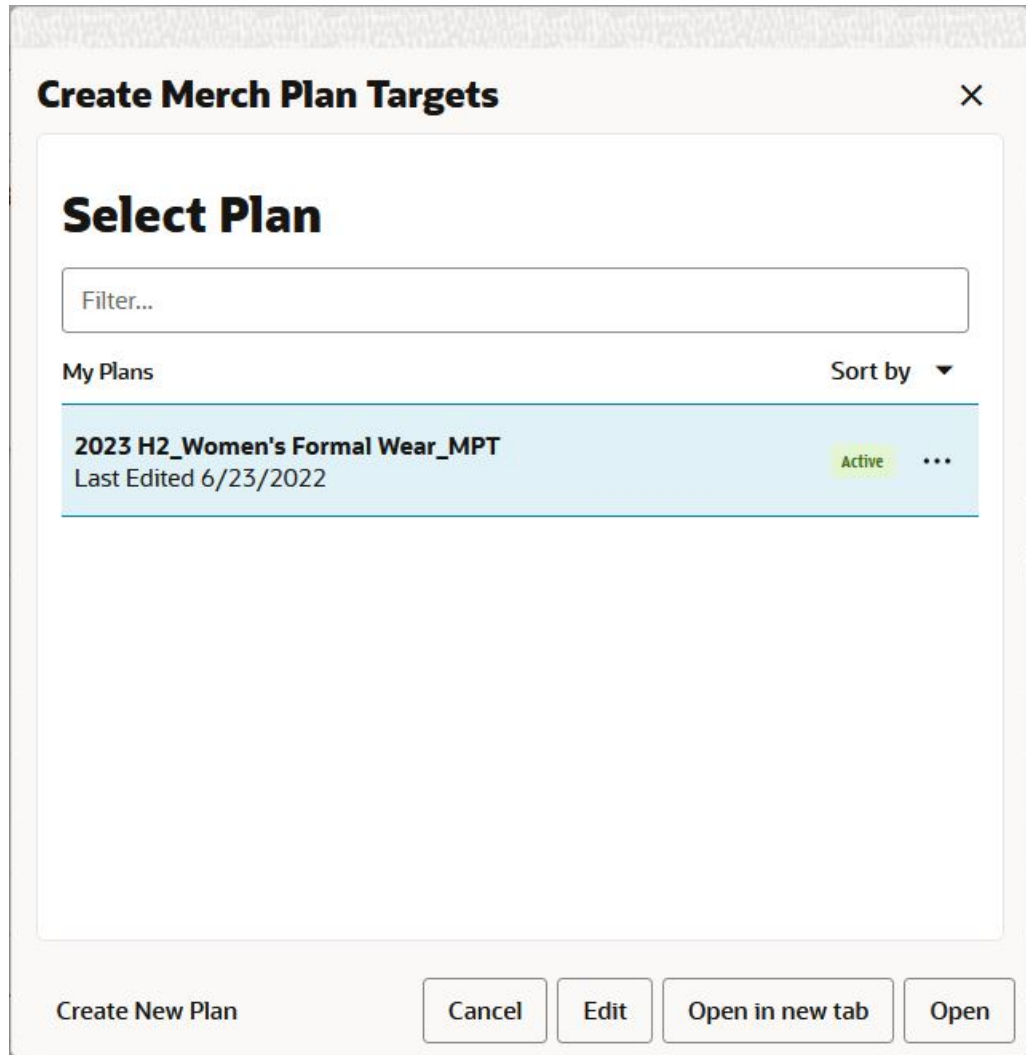 Create Merch Plan Targets
Select Plan
Filter...
My Plans Sort by
2023 H2_Women's Formal Wear_MPT
Last Edited 6/23/2022
Active ...
Create New Plan Cancel Edit Open in new tab Open